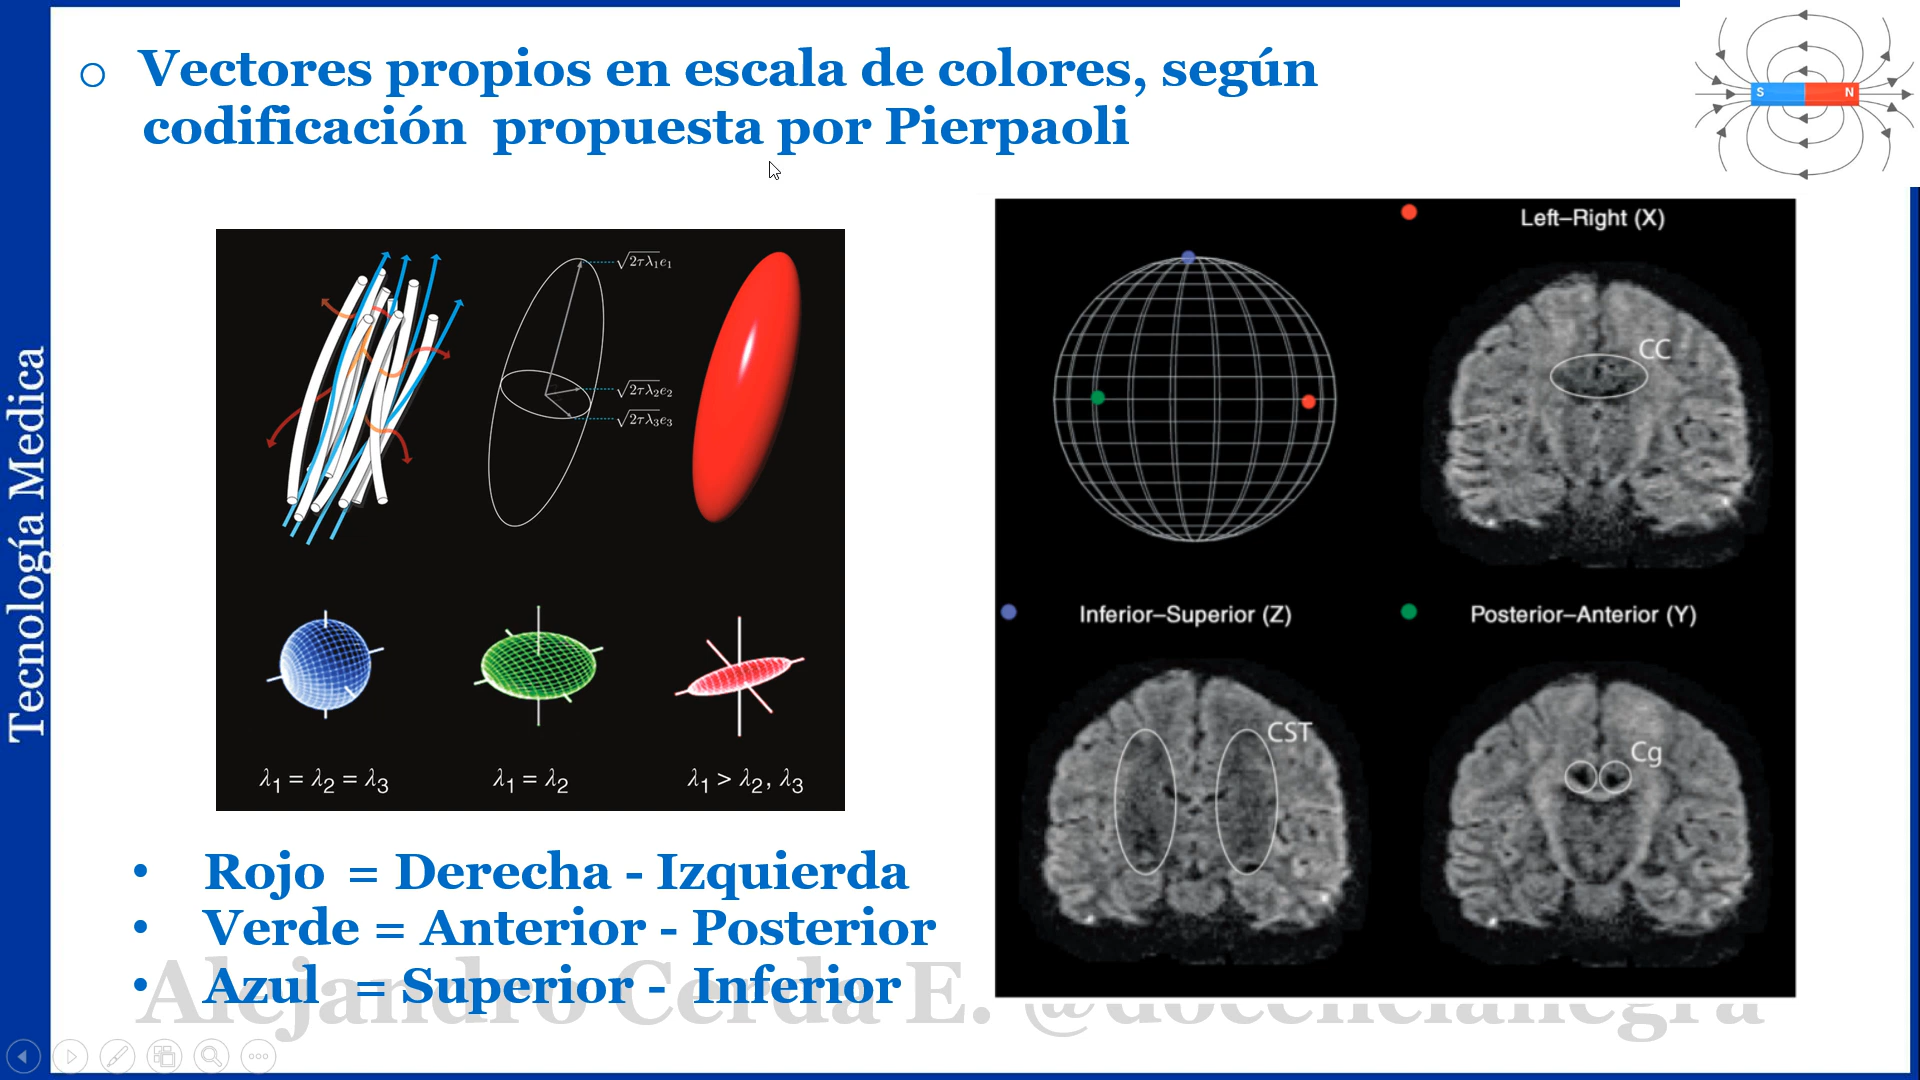 o Vectores propios en escala de colores, según
codificación propuesta por Pierpaoli
S N
Tecnología Medica
√2τλ₁e₁
√2τλ₂e₂
√2τλ₃e₃
λ₁ = λ₂ = λ₃
λ₁ = λ₂
λ₁ > λ₂, λ₃
Left–Right (X)
CC
Inferior–Superior (Z)
CST
Posterior–Anterior (Y)
Cg
• Rojo = Derecha - Izquierda
• Verde = Anterior - Posterior
• Azul = Superior - Inferior
Alejandro Cerda E. @docencianegra